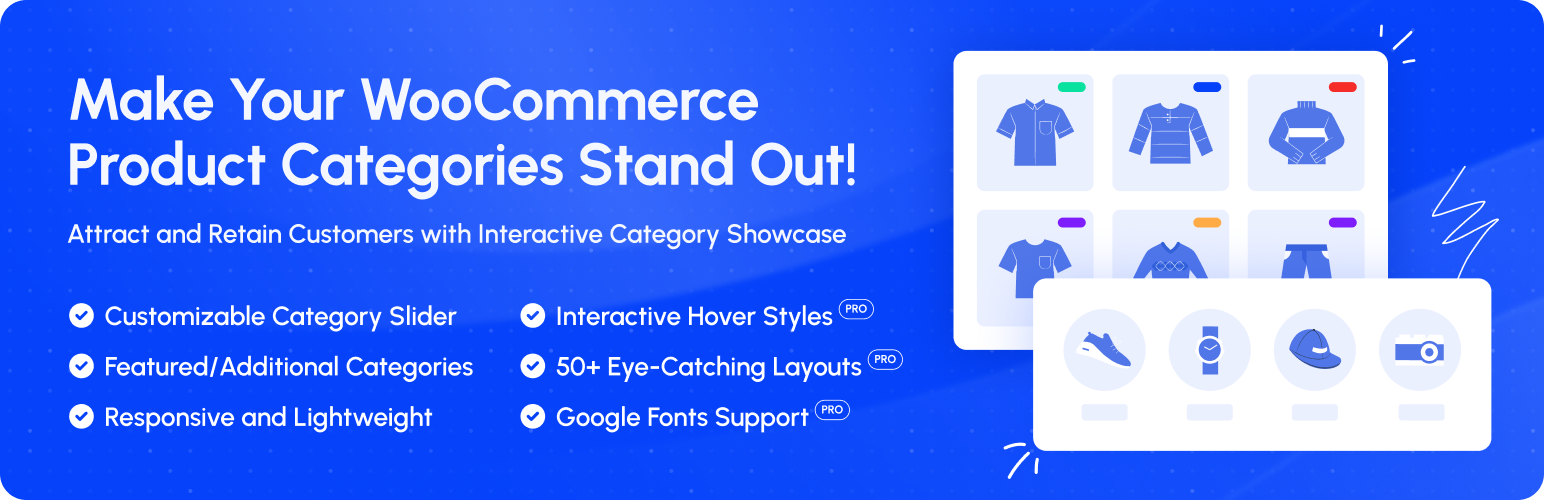 Make Your WooCommerce
Product Categories Stand Out!
Attract and Retain Customers with Interactive Category Showcase
Customizable Category Slider
Featured/Additional Categories
Responsive and Lightweight
Interactive Hover Styles PRO
50+ Eye-Catching Layouts PRO
Google Fonts Support PRO